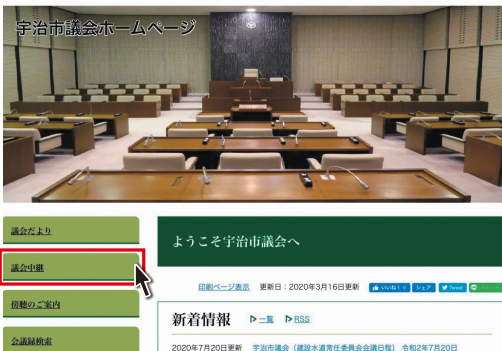 宇治市議会ホームページ
議会だより
議会中継
傍聴のご案内
会議録検索
ようこそ宇治市議会へ
印刷ページ表示 更新日：2020年3月16日更新 いいね！0 シェア Tweet
新着情報 一覧 RSS
2020年7月20日更新 宇治市議会（建設水道常任委員会会議日程） 令和2年7月20日